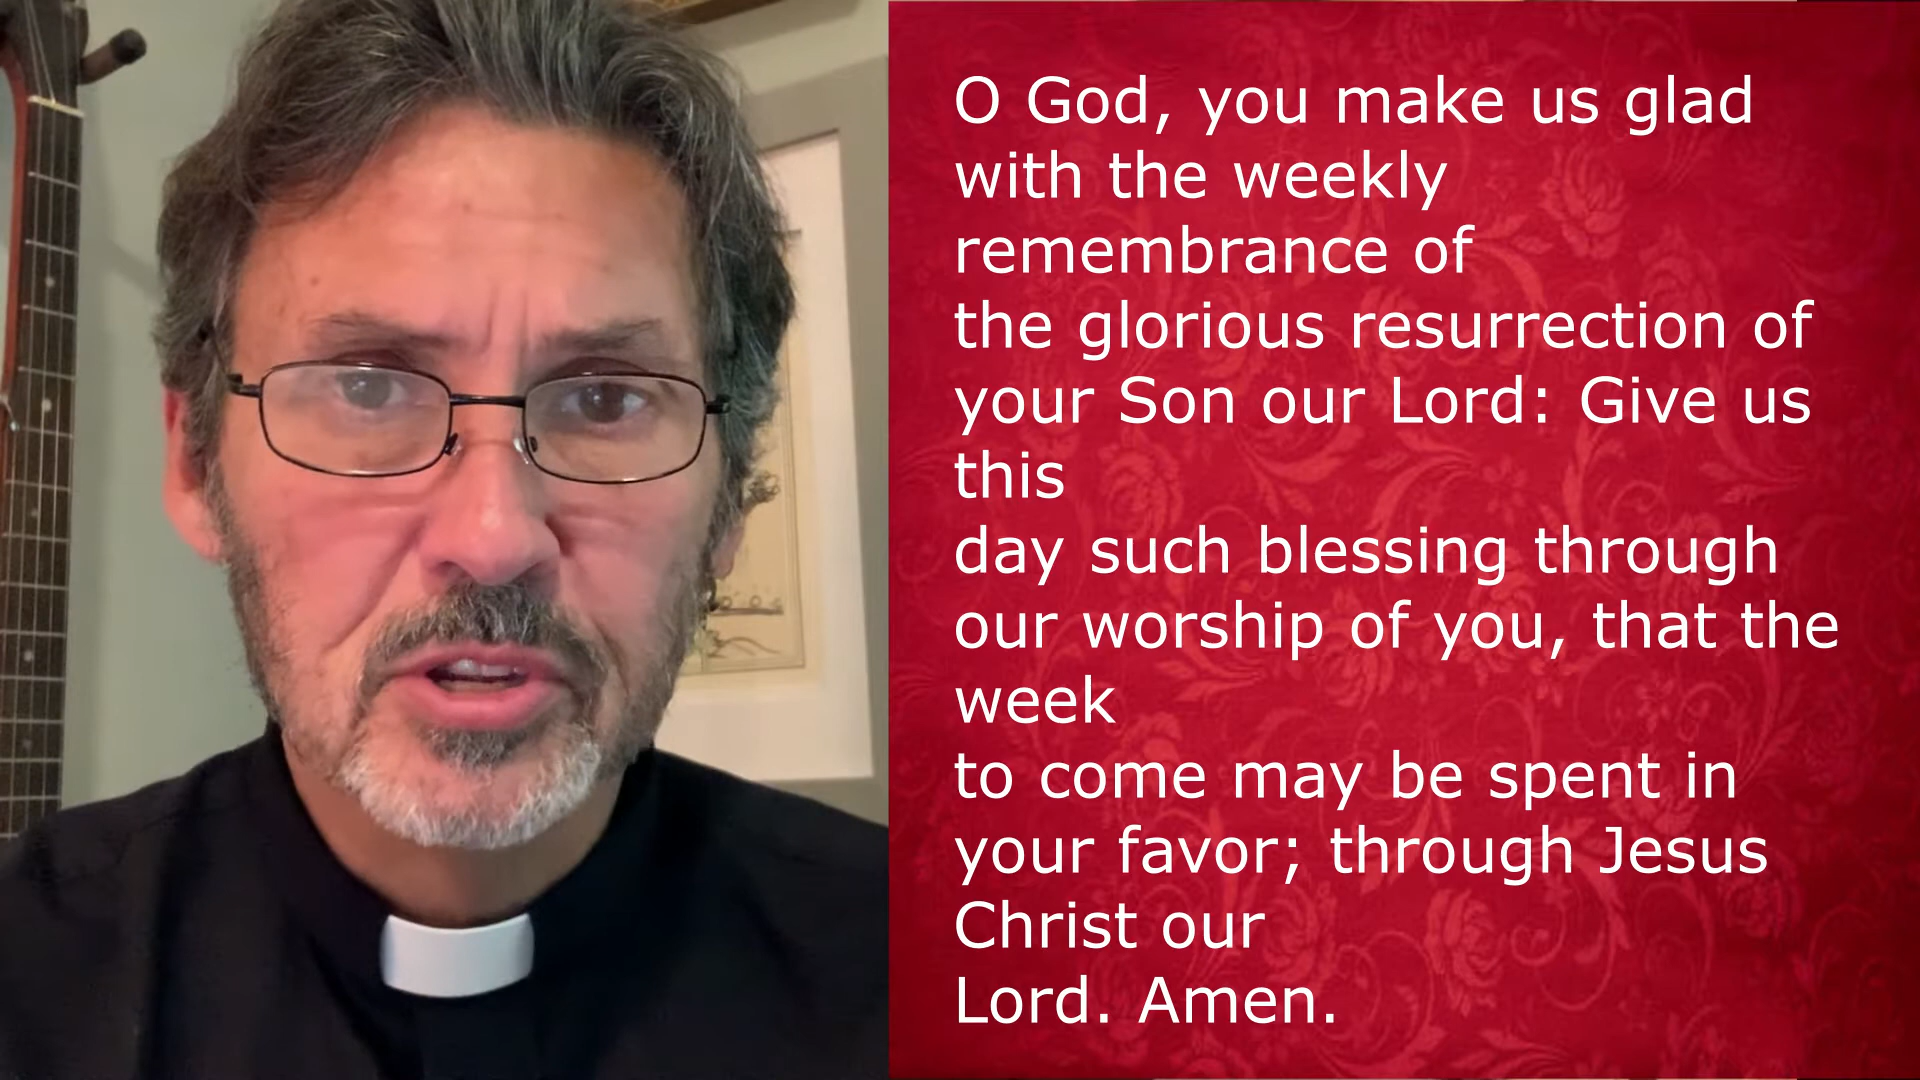 O God, you make us glad
with the weekly
remembrance of
the glorious resurrection of
your Son our Lord: Give us
this
day such blessing through
our worship of you, that the
week
to come may be spent in
your favor; through Jesus
Christ our
Lord. Amen.